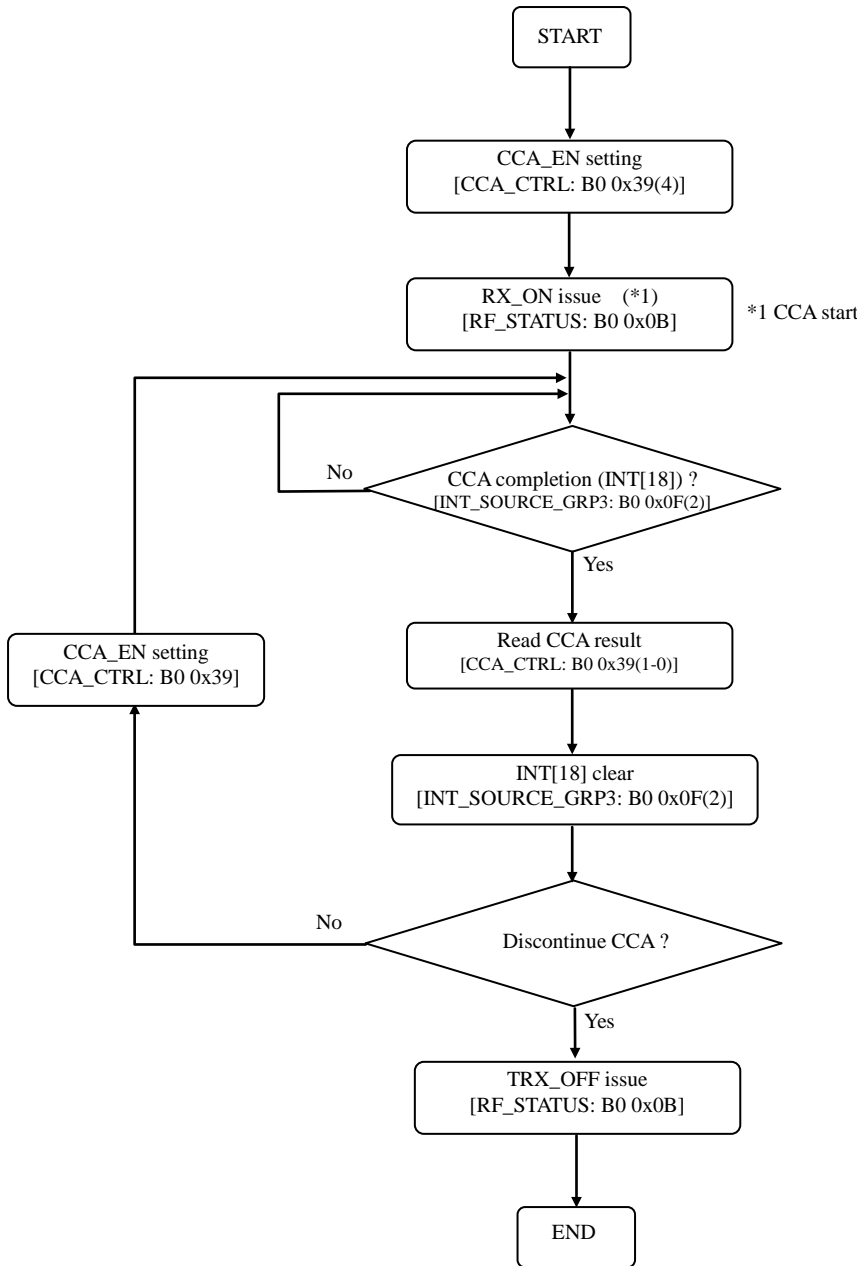 START
CCA_EN setting
[CCA_CTRL: B0 0x39(4)]
RX_ON issue (*1)
[RF_STATUS: B0 0x0B]
*1 CCA start
No
CCA completion (INT[18]) ?
[INT_SOURCE_GRP3: B0 0x0F(2)]
Yes
CCA_EN setting
[CCA_CTRL: B0 0x39]
Read CCA result
[CCA_CTRL: B0 0x39(1-0)]
INT[18] clear
[INT_SOURCE_GRP3: B0 0x0F(2)]
No
Discontinue CCA ?
Yes
TRX_OFF issue
[RF_STATUS: B0 0x0B]
END